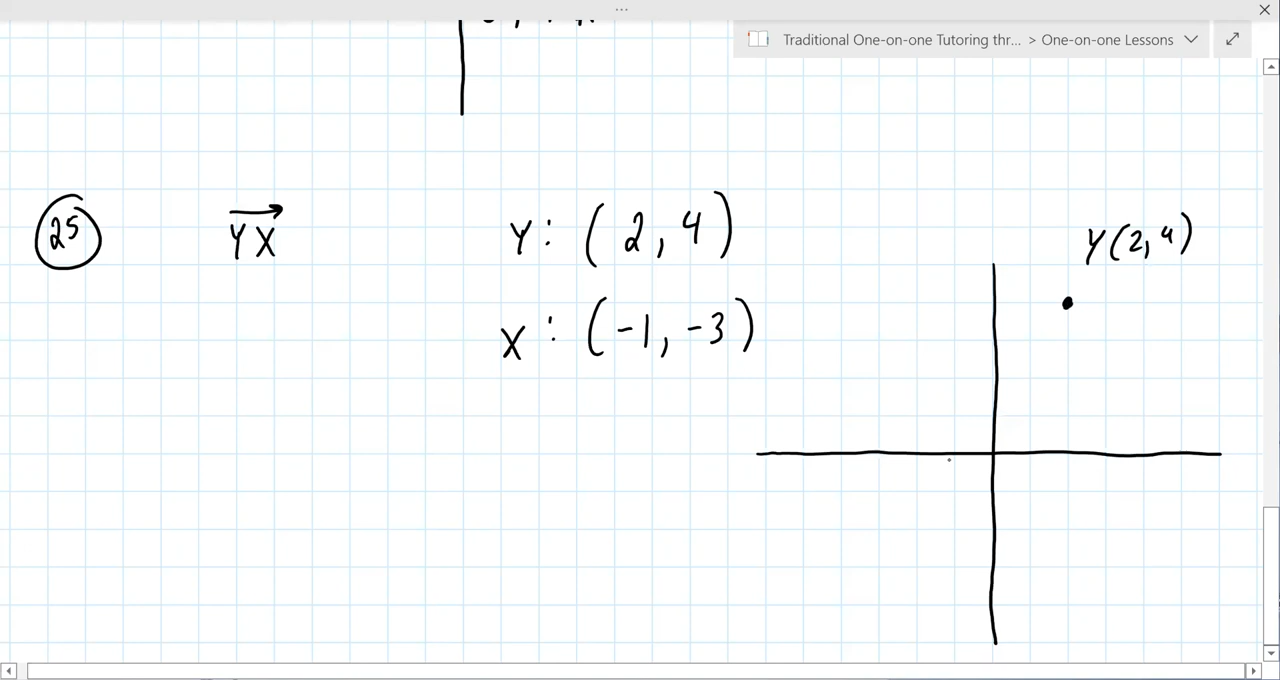 Traditional One-on-one Tutoring thr... > One-on-one Lessons
25 YX Y: (2, 4) Y(2, 4)
X: (-1, -3)